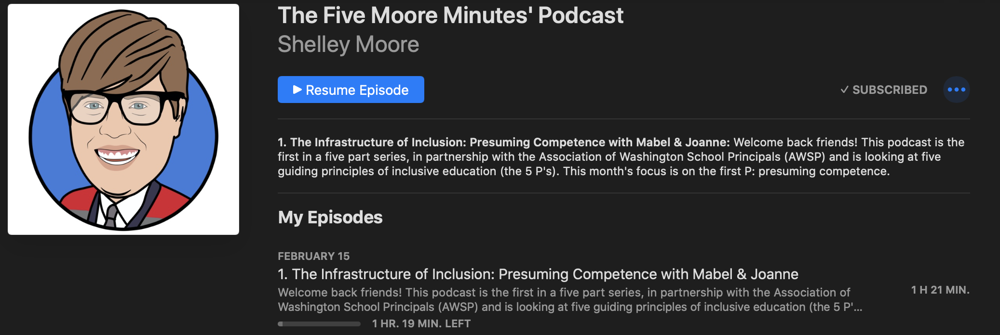 The Five Moore Minutes' Podcast
Shelley Moore
Resume Episode
✓ SUBSCRIBED
1. The Infrastructure of Inclusion: Presuming Competence with Mabel & Joanne: Welcome back friends! This podcast is the
first in a five part series, in partnership with the Association of Washington School Principals (AWSP) and is looking at five
guiding principles of inclusive education (the 5 P's). This month's focus is on the first P: presuming competence.
My Episodes
FEBRUARY 15
1. The Infrastructure of Inclusion: Presuming Competence with Mabel & Joanne
Welcome back friends! This podcast is the first in a five part series, in partnership with the Association of
Washington School Principals (AWSP) and is looking at five guiding principles of inclusive education (the 5 P'...
1 H 21 MIN.
1 HR. 19 MIN. LEFT